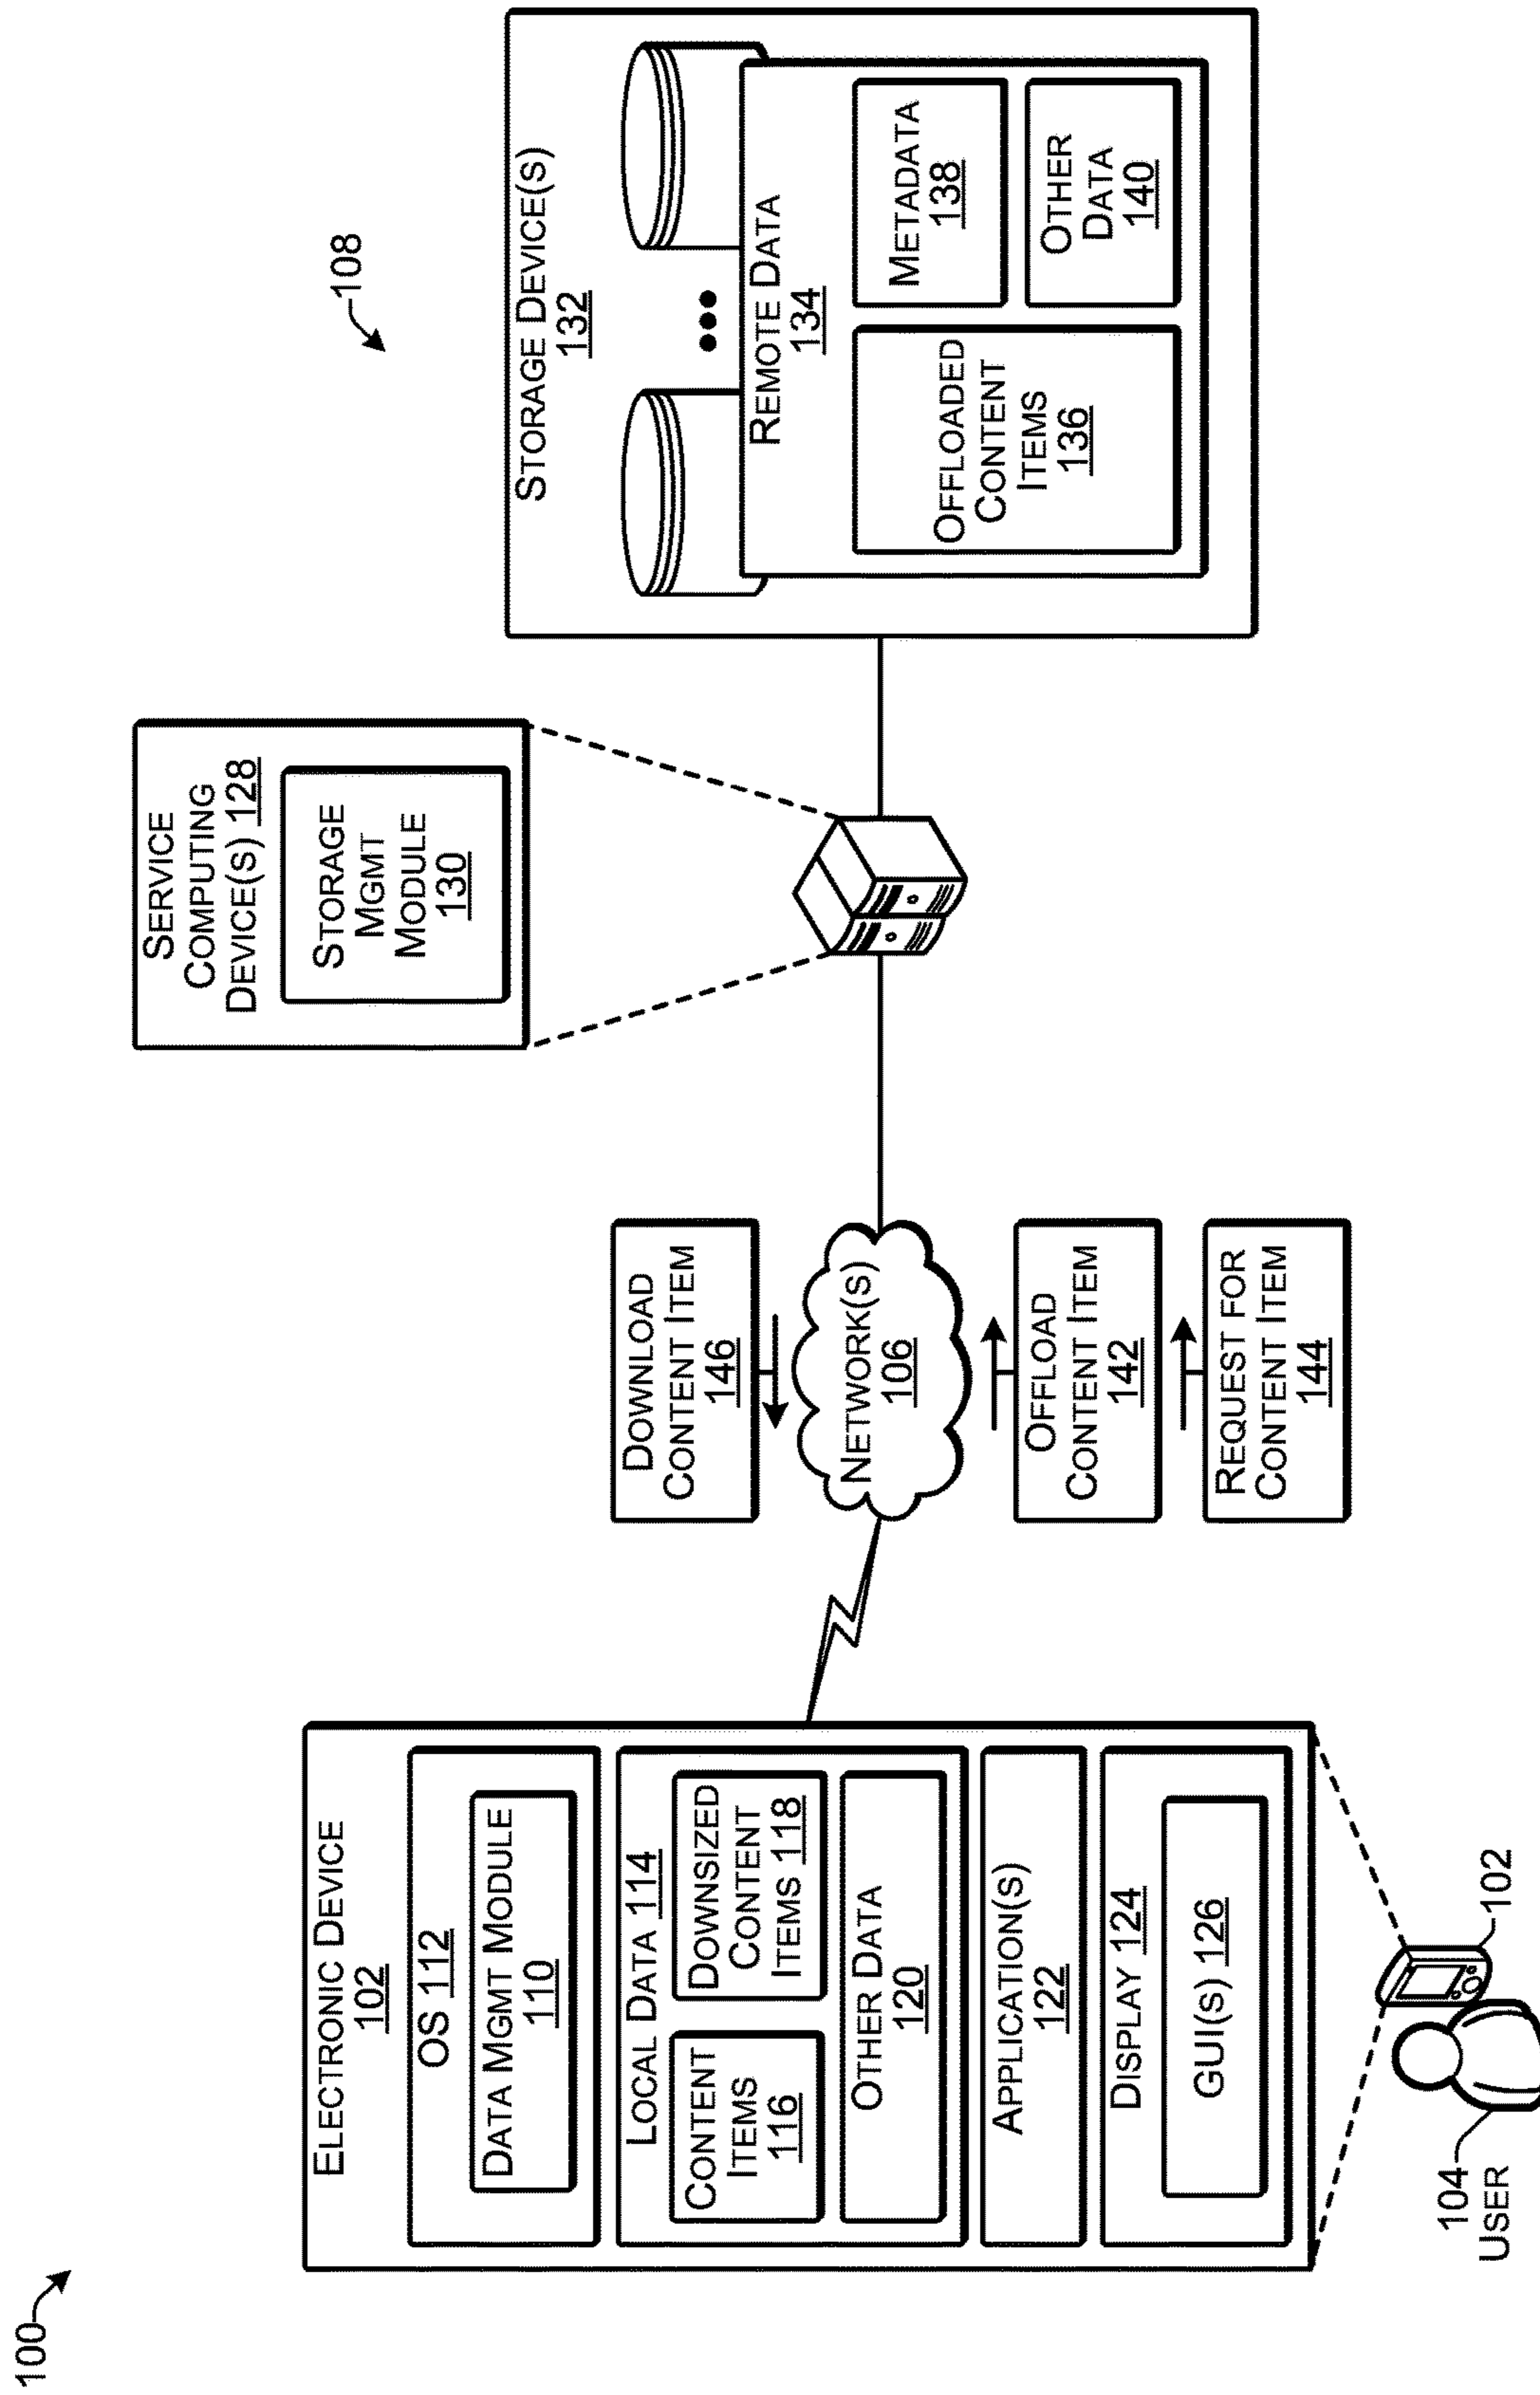 100
108
ELECTRONIC DEVICE
102
OS 112
DATA MGMT MODULE
110
LOCAL DATA 114
CONTENT
ITEMS
116
DOWNSIZED
CONTENT
ITEMS 118
OTHER DATA
120
APPLICATION(S)
122
DISPLAY 124
GUI(S) 126
104
USER
102
DOWNLOAD
CONTENT ITEM
146
NETWORK(S)
106
OFFLOAD
CONTENT ITEM
142
REQUEST FOR
CONTENT ITEM
144
SERVICE
COMPUTING
DEVICE(S) 128
STORAGE
MGMT
MODULE
130
STORAGE DEVICE(S)
132
REMOTE DATA
134
OFFLOADED
CONTENT
ITEMS
136
METADATA
138
OTHER
DATA
140